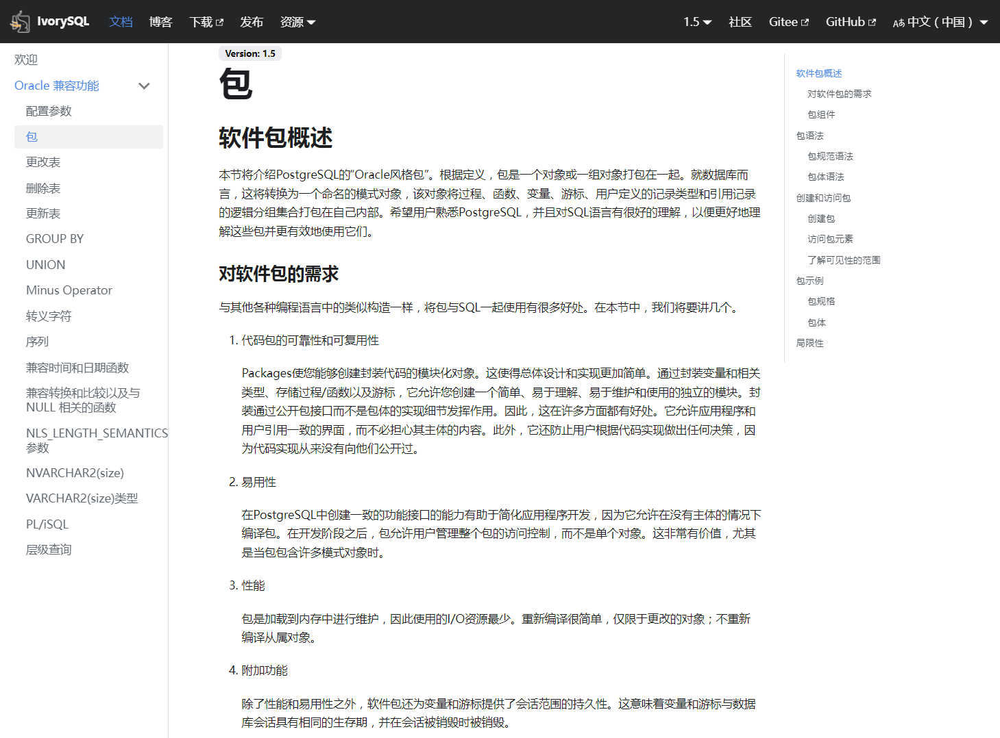 IvorySQL 文档 博客 下载 发布 资源 1.5 社区 Gitee GitHub 中文（中国）
欢迎
Oracle 兼容功能
配置参数
包
更改表
删除表
更新表
GROUP BY
UNION
Minus Operator
转义字符
序列
兼容时间和日期函数
兼容转换和比较以及与
NULL 相关的函数
NLS_LENGTH_SEMANTICS
参数
NVARCHAR2(size)
VARCHAR2(size)类型
PL/iSQL
层级查询
Version: 1.5
包
软件包概述
本节将介绍PostgreSQL的“Oracle风格包”。根据定义，包是一个对象或一组对象打包在一起。就数据库而
言，这将转换为一个命名的模式对象，该对象将过程、函数、变量、游标、用户定义的记录类型和引用记录
的逻辑分组集合打包在自己内部。希望用户熟悉PostgreSQL，并且对SQL语言有很好的理解，以便更好地理
解这些包并更有效地使用它们。
对软件包的需求
与其他各种编程语言中的类似构造一样，将包与SQL一起使用有很多好处。在本节中，我们将要讲几个。
1. 代码包的可靠性和可复用性
Packages使您能够创建封装代码的模块化对象。这使得总体设计和实现更加简单。通过封装变量和相关
类型、存储过程/函数以及游标，它允许您创建一个简单、易于理解、易于维护和使用的独立的模块。封
装通过公开包接口而不是包体的实现细节发挥作用。因此，这在许多方面都有好处。它允许应用程序和
用户引用一致的界面，而不必担心其主体的内容。此外，它还防止用户根据代码实现做出任何决策，因
为代码实现从来没有向他们公开过。
2. 易用性
在PostgreSQL中创建一致的功能接口的能力有助于简化应用程序开发，因为它允许在没有主体的情况下
编译包。在开发阶段之后，包允许用户管理整个包的访问控制，而不是单个对象。这非常有价值，尤其
是当包包含许多模式对象时。
3. 性能
包是加载到内存中进行维护，因此使用的I/O资源最少。重新编译很简单，仅限于更改的对象；不重新
编译从属对象。
4. 附加功能
除了性能和易用性之外，软件包还为变量和游标提供了会话范围的持久性。这意味着变量和游标与数据
库会话具有相同的生存期，并在会话被销毁时被销毁。
软件包概述
对软件包的需求
包组件
包语法
包规范语法
包体语法
创建和访问包
创建包
访问包元素
了解可见性的范围
包示例
包规格
包体
局限性